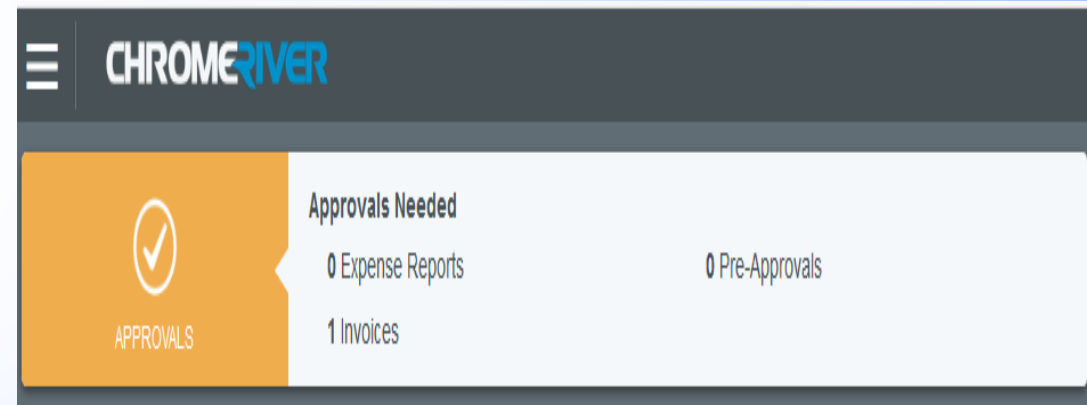 CHROMERIVER
Approvals Needed
0 Expense Reports
0 Pre-Approvals
1 Invoices
APPROVALS